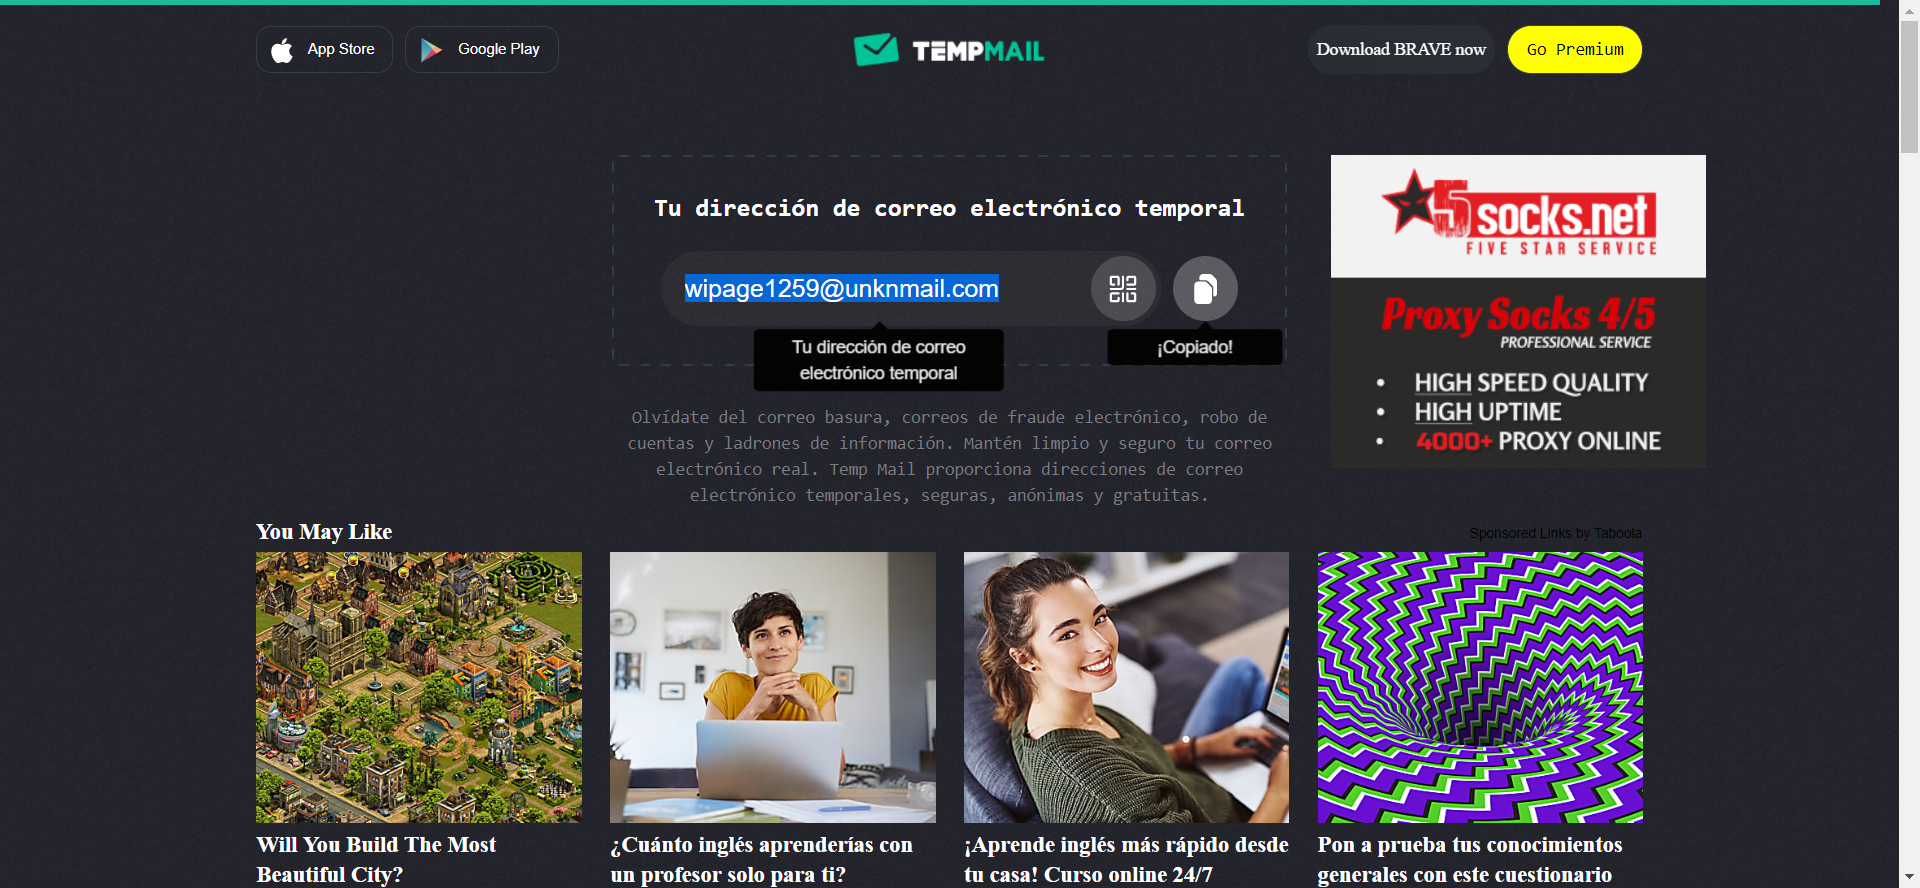 App Store
Google Play
TEMPMAIL
Download BRAVE now
Go Premium
Tu dirección de correo electrónico temporal
wipage1259@unknmail.com
Tu dirección de correo
electrónico temporal
¡Copiado!
Olvídate del correo basura, correos de fraude electrónico, robo de
cuentas y ladrones de información. Mantén limpio y seguro tu correo
electrónico real. Temp Mail proporciona direcciones de correo
electrónico temporales, seguras, anónimas y gratuitas.
5socks.net
FIVE STAR SERVICE
Proxy Socks 4/5
PROFESSIONAL SERVICE
• HIGH SPEED QUALITY
• HIGH UPTIME
• 4000+ PROXY ONLINE
You May Like
Sponsored Links by Taboola
Will You Build The Most
Beautiful City?
¿Cuánto inglés aprenderías con
un profesor solo para ti?
¡Aprende inglés más rápido desde
tu casa! Curso online 24/7
Pon a prueba tus conocimientos
generales con este cuestionario